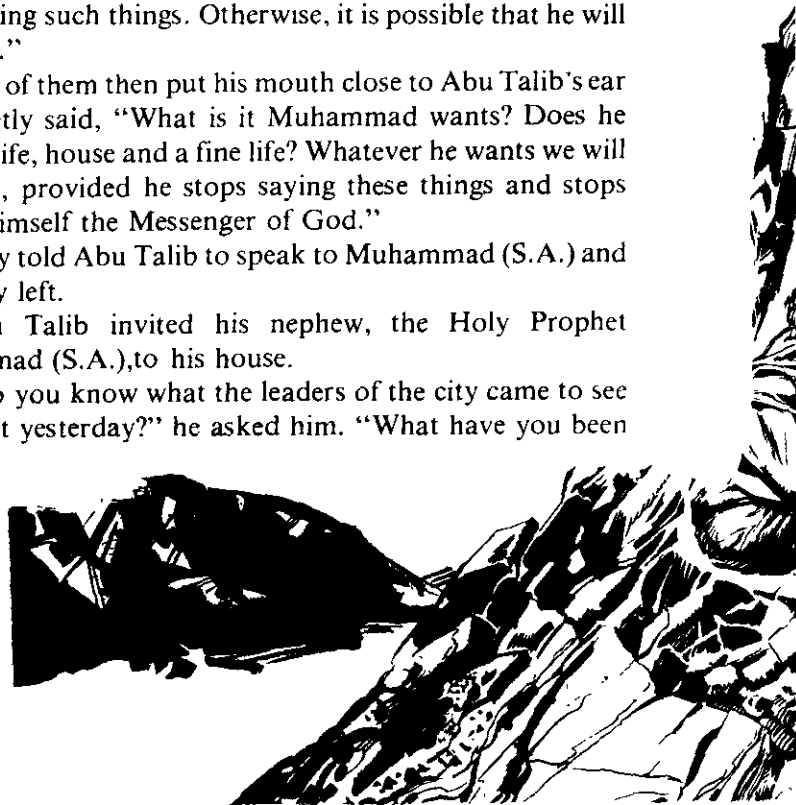 ing such things. Otherwise, it is possible that he will
.”
of them then put his mouth close to Abu Talib's ear
tly said, “What is it Muhammad wants? Does he
ife, house and a fine life? Whatever he wants we will
, provided he stops saying these things and stops
imself the Messenger of God.”
y told Abu Talib to speak to Muhammad (S.A.) and
y left.
Talib invited his nephew, the Holy Prophet
nad (S.A.),to his house.
you know what the leaders of the city came to see
t yesterday?” he asked him. “What have you been